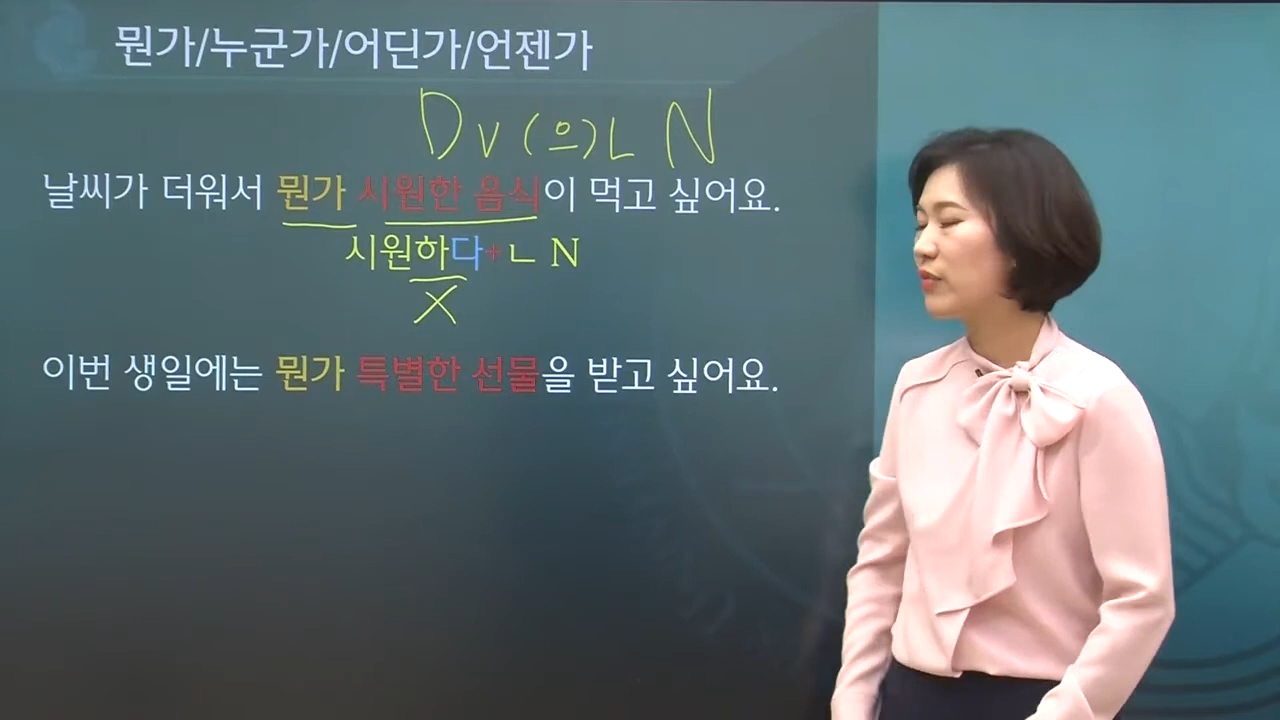 뭔가/누군가/어딘가/언젠가
DV (으)ㄴ N
날씨가 더워서 뭔가 시원한 음식이 먹고 싶어요.
시원하다+ㄴ N
X
이번 생일에는 뭔가 특별한 선물을 받고 싶어요.